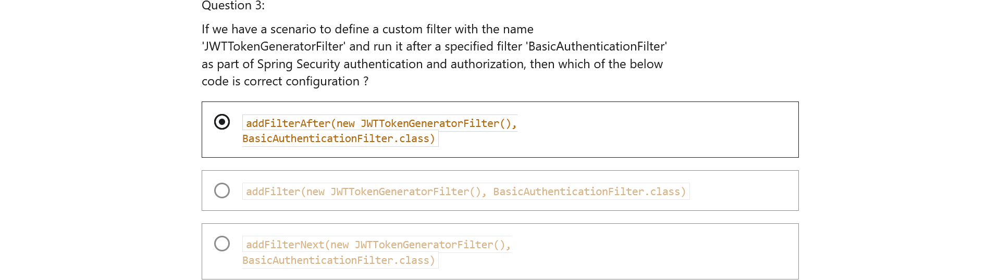 Question 3:
If we have a scenario to define a custom filter with the name
'JWTTokenGeneratorFilter' and run it after a specified filter 'BasicAuthenticationFilter'
as part of Spring Security authentication and authorization, then which of the below
code is correct configuration ?
addFilterAfter(new JWTTokenGeneratorFilter(),
BasicAuthenticationFilter.class)
addFilter(new JWTTokenGeneratorFilter(), BasicAuthenticationFilter.class)
addFilterNext(new JWTTokenGeneratorFilter(),
BasicAuthenticationFilter.class)